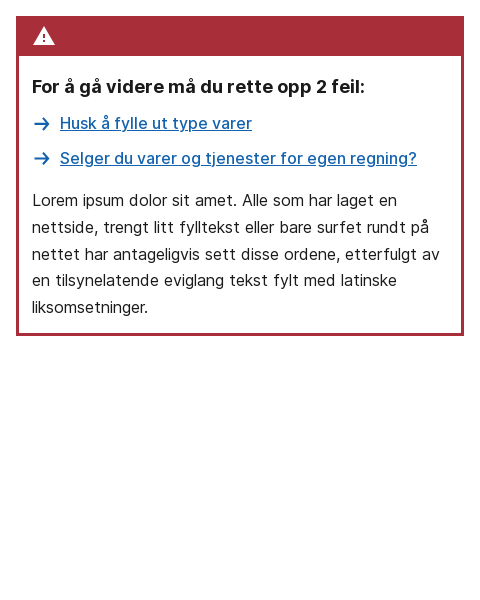 For å gå videre må du rette opp 2 feil:
Husk å fylle ut type varer
Selger du varer og tjenester for egen regning?
Lorem ipsum dolor sit amet. Alle som har laget en
nettside, trengt litt fylltekst eller bare surfet rundt på
nettet har antageligvis sett disse ordene, etterfulgt av
en tilsynelatende eviglang tekst fylt med latinske
liksomsetninger.